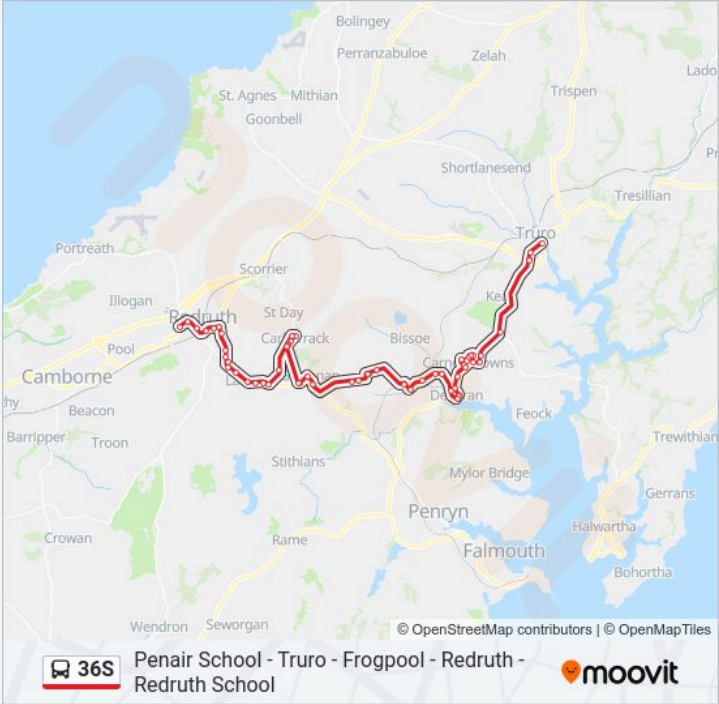 Bolingey
Perranzabuloe
Zelah
Lado
St. Agnes
Mithian
Trispen
Goonbell
Shortlanesend
Tresillian
Truro
Portreath
Scorrier
Illogan
Redruth
St Day
Pool
Bissoe
Camborne
Beacon
Feock
Barripper
Troon
Trewithian
Stithians
Mylor Bridge
Gerrans
Penryn
Halwartha
Crowan
Rame
Falmouth
Bohortha
Wendron
Seworgan
© OpenStreetMap contributors | © OpenMapTiles
36S
Penair School - Truro - Frogpool - Redruth -
Redruth School
moovit